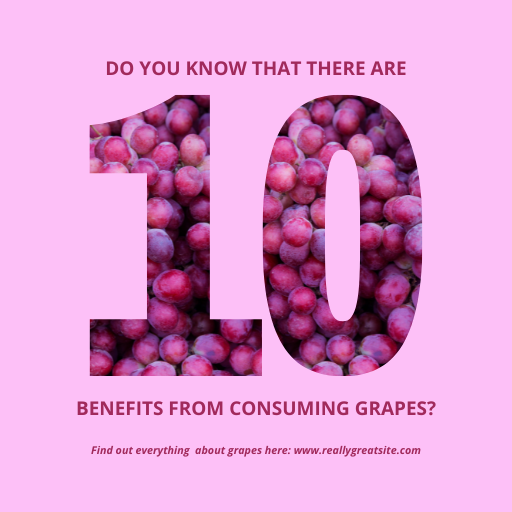 DO YOU KNOW THAT THERE ARE
10
BENEFITS FROM CONSUMING GRAPES?
Find out everything  about grapes here: www.reallygreatsite.com